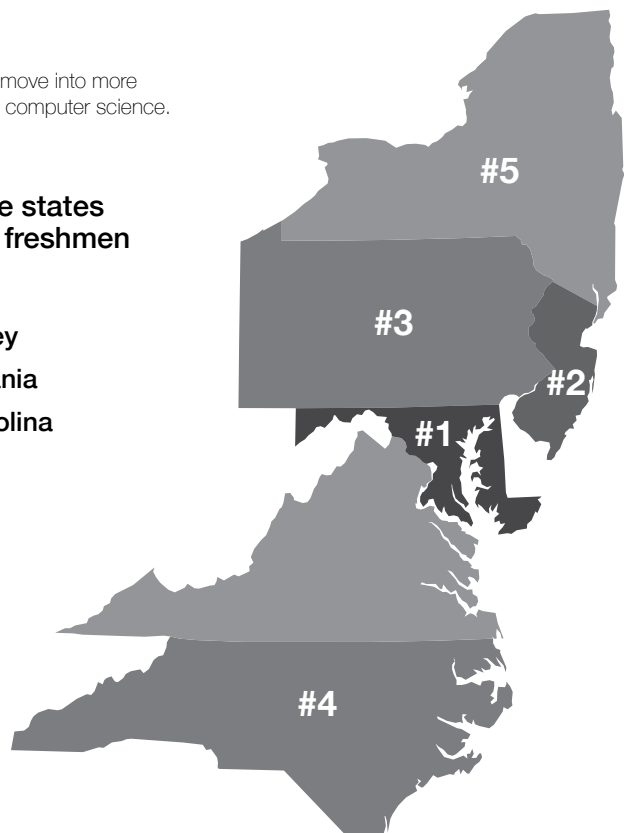 move into more
computer science.
e states
freshmen
ey
ania
olina
#5
#3
#2
#1
#4